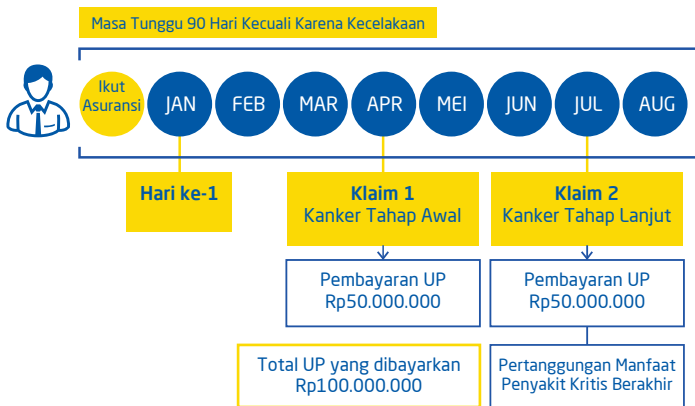 Masa Tunggu 90 Hari Kecuali Karena Kecelakaan
Ikut
Asuransi
JAN
FEB
MAR
APR
MEI
JUN
JUL
AUG
Hari ke-1
Klaim 1
Kanker Tahap Awal
Klaim 2
Kanker Tahap Lanjut
Pembayaran UP
Rp50.000.000
Pembayaran UP
Rp50.000.000
Total UP yang dibayarkan
Rp100.000.000
Pertanggungan Manfaat
Penyakit Kritis Berakhir